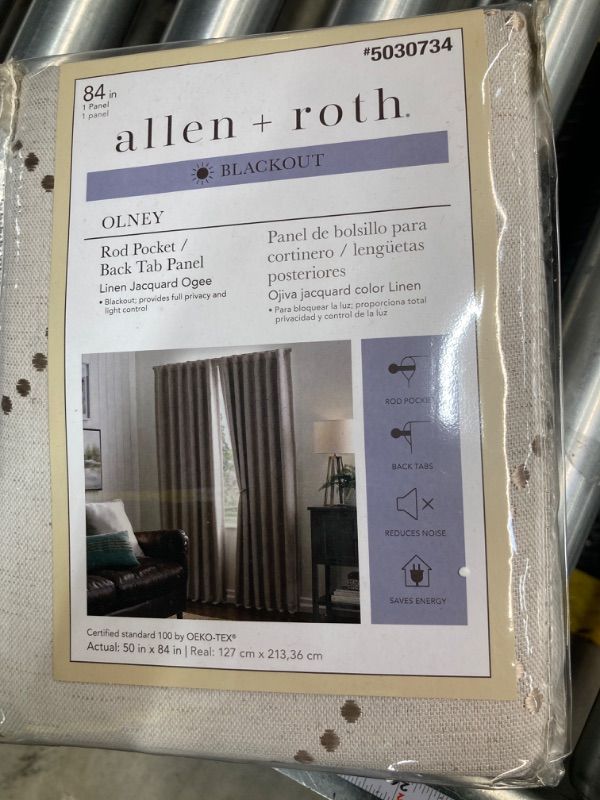 84 in
1 Panel
1 panel
#5030734
allen + roth.
BLACKOUT
OLNEY
Rod Pocket /
Back Tab Panel
Linen Jacquard Ogee
• Blackout; provides full privacy and
light control
Panel de bolsillo para
cortinero / lengüetas
posteriores
Ojiva jacquard color Linen
• Para bloquear la luz; proporciona total
privacidad y control de la luz
ROD POCKET
BACK TABS
REDUCES NOISE
SAVES ENERGY
Certified standard 100 by OEKO-TEX®
Actual: 50 in x 84 in | Real: 127 cm x 213,36 cm